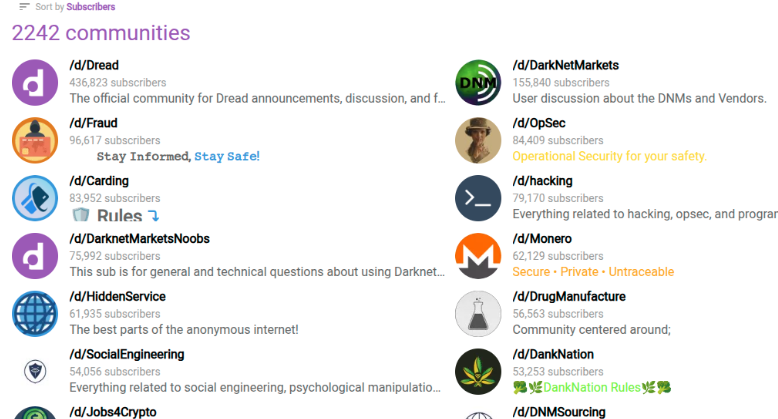 Sort by Subscribers
2242 communities
/d/Dread
436,823 subscribers
The official community for Dread announcements, discussion, and f...
/d/DarkNetMarkets
155,840 subscribers
User discussion about the DNMs and Vendors.
/d/Fraud
96,617 subscribers
Stay Informed, Stay Safe!
/d/OpSec
84,409 subscribers
Operational Security for your safety.
/d/Carding
83,952 subscribers
Rules
/d/hacking
79,170 subscribers
Everything related to hacking, opsec, and program
/d/DarknetMarketsNoobs
75,992 subscribers
This sub is for general and technical questions about using Darknet...
/d/Monero
62,129 subscribers
Secure • Private • Untraceable
/d/HiddenService
61,935 subscribers
The best parts of the anonymous internet!
/d/DrugManufacture
56,563 subscribers
Community centered around;
/d/SocialEngineering
54,056 subscribers
Everything related to social engineering, psychological manipulatio...
/d/DankNation
53,253 subscribers
DankNation Rules
/d/Jobs4Crypto
/d/DNMSourcing
DNM